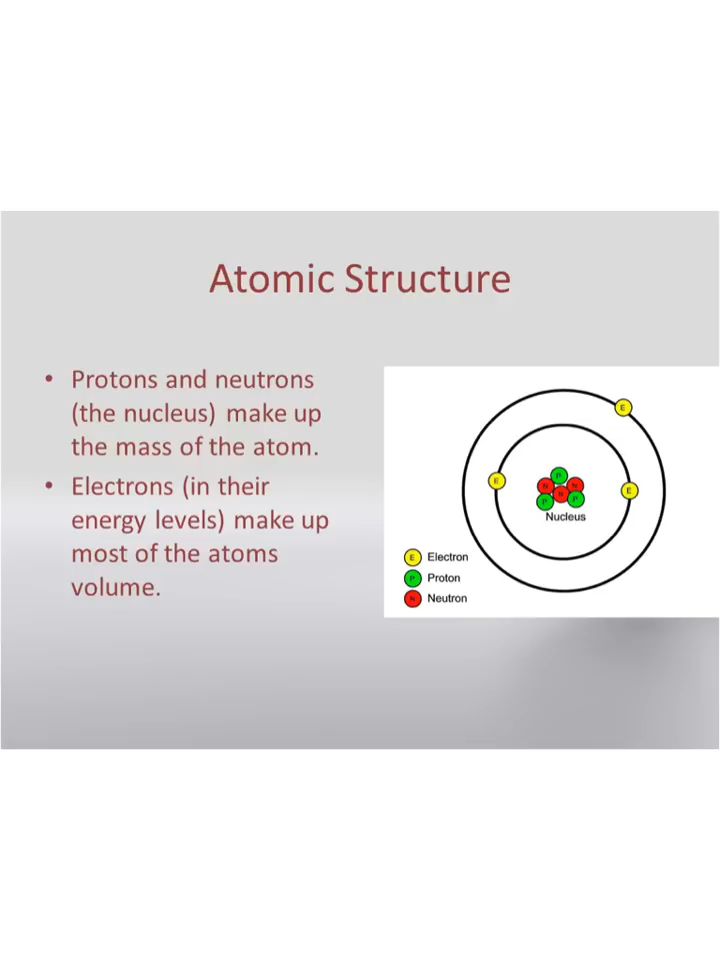 Atomic Structure
• Protons and neutrons
(the nucleus) make up
the mass of the atom.
• Electrons (in their
energy levels) make up
most of the atoms
volume.
E
E
E
P
N
N
N
P
P
Nucleus
E Electron
P Proton
N Neutron